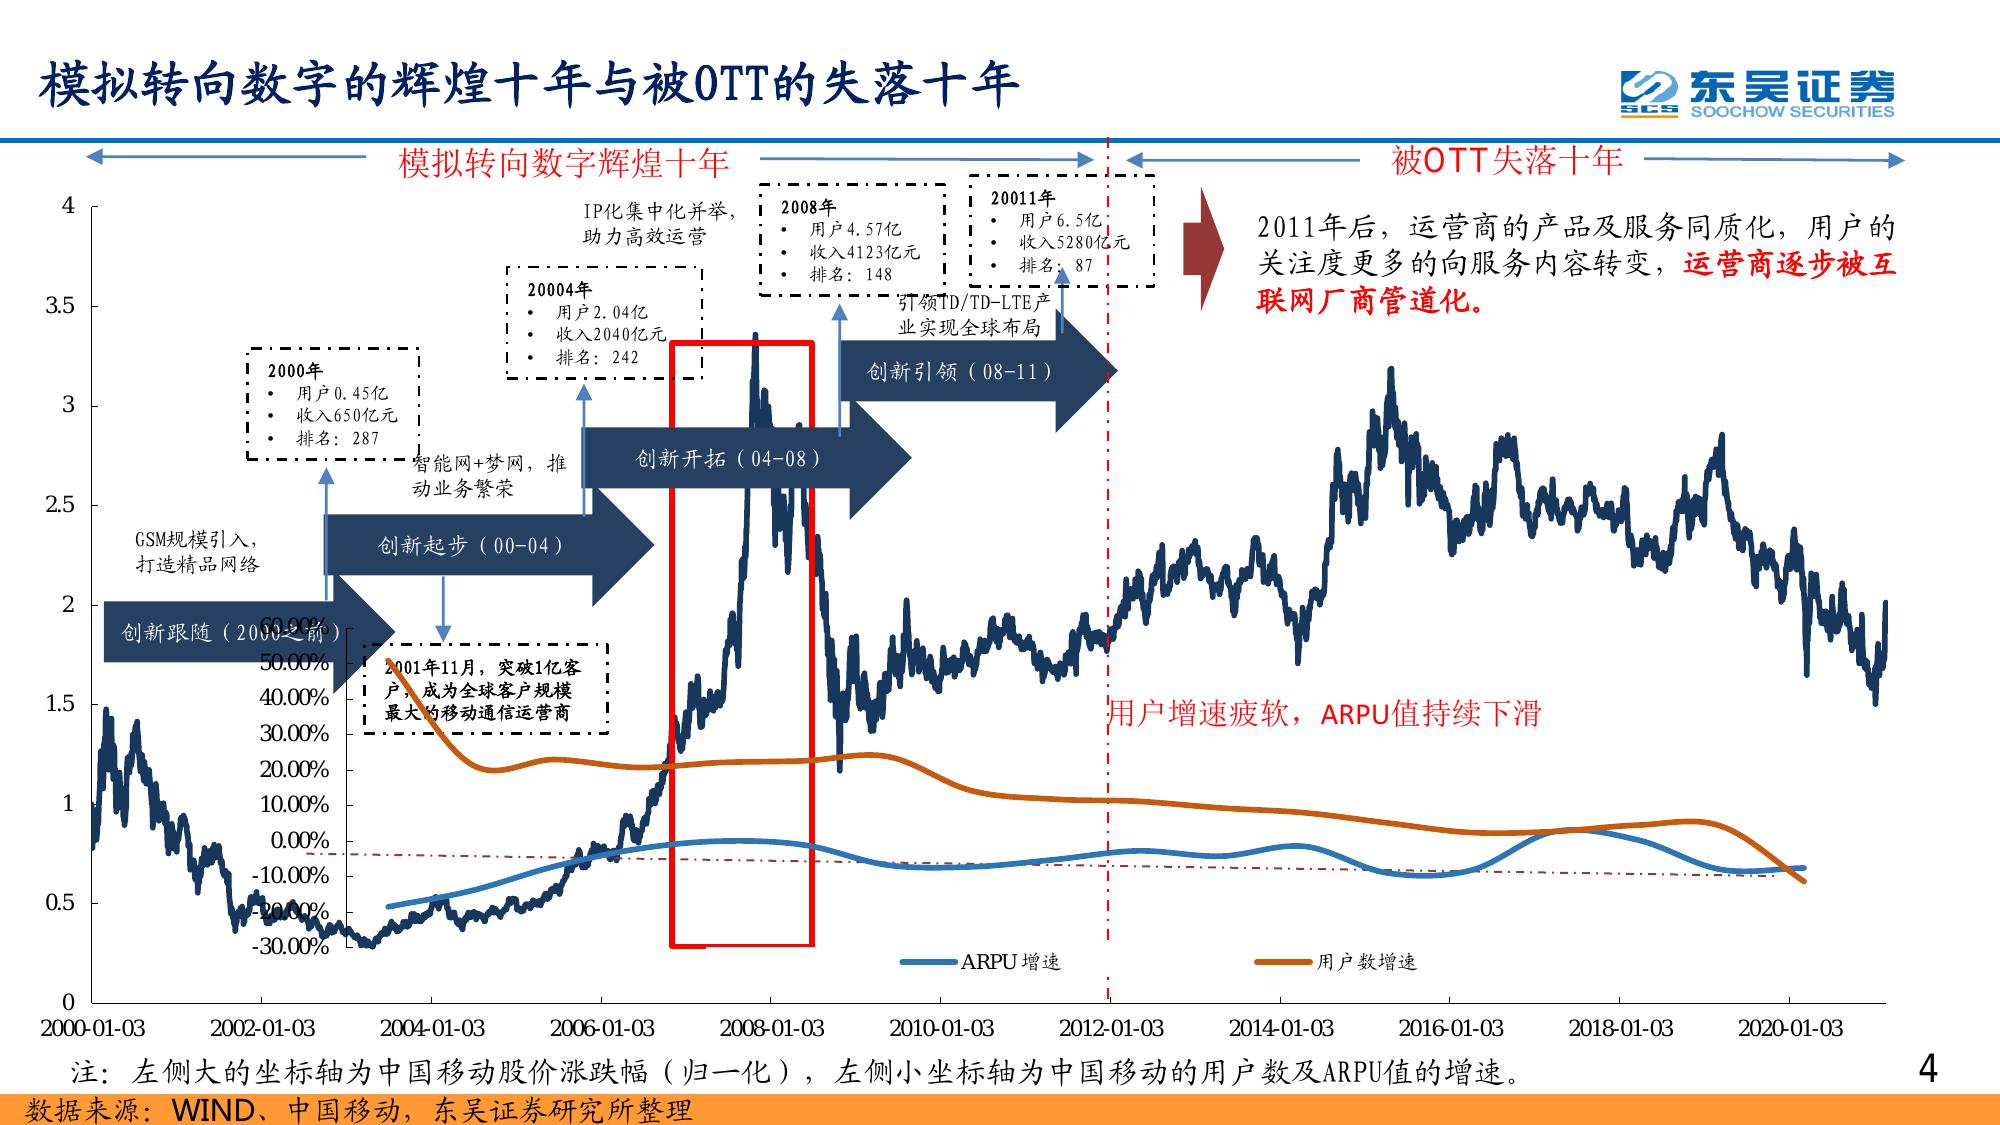 模拟转向数字的辉煌十年与被OTT的失落十年
SCS
东吴证券
SOOCHOW SECURITIES
模拟转向数字辉煌十年
被OTT失落十年
2011年后，运营商的产品及服务同质化，用户的
关注度更多的向服务内容转变，运营商逐步被互
联网厂商管道化。
20011年
• 用户6.5亿
• 收入5280亿元
• 排名：87
2008年
• 用户4.57亿
• 收入4123亿元
• 排名：148
IP化集中化并举，
助力高效运营
20004年
• 用户2.04亿
• 收入2040亿元
• 排名：242
引领TD/TD-LTE产
业实现全球布局
创新引领（08-11）
2000年
• 用户0.45亿
• 收入650亿元
• 排名：287
智能网+梦网，推
动业务繁荣
创新开拓（04-08）
GSM规模引入，
打造精品网络
创新起步（00-04）
创新跟随（2000之前）
2001年11月，突破1亿客
户，成为全球客户规模
最大的移动通信运营商
用户增速疲软，ARPU值持续下滑
4
3.5
3
2.5
2
1.5
1
0.5
0
60.00%
50.00%
40.00%
30.00%
20.00%
10.00%
0.00%
-10.00%
-20.00%
-30.00%
ARPU增速
用户数增速
2000-01-03
2002-01-03
2004-01-03
2006-01-03
2008-01-03
2010-01-03
2012-01-03
2014-01-03
2016-01-03
2018-01-03
2020-01-03
注：左侧大的坐标轴为中国移动股价涨跌幅（归一化），左侧小坐标轴为中国移动的用户数及ARPU值的增速。
4
数据来源：WIND、中国移动，东吴证券研究所整理